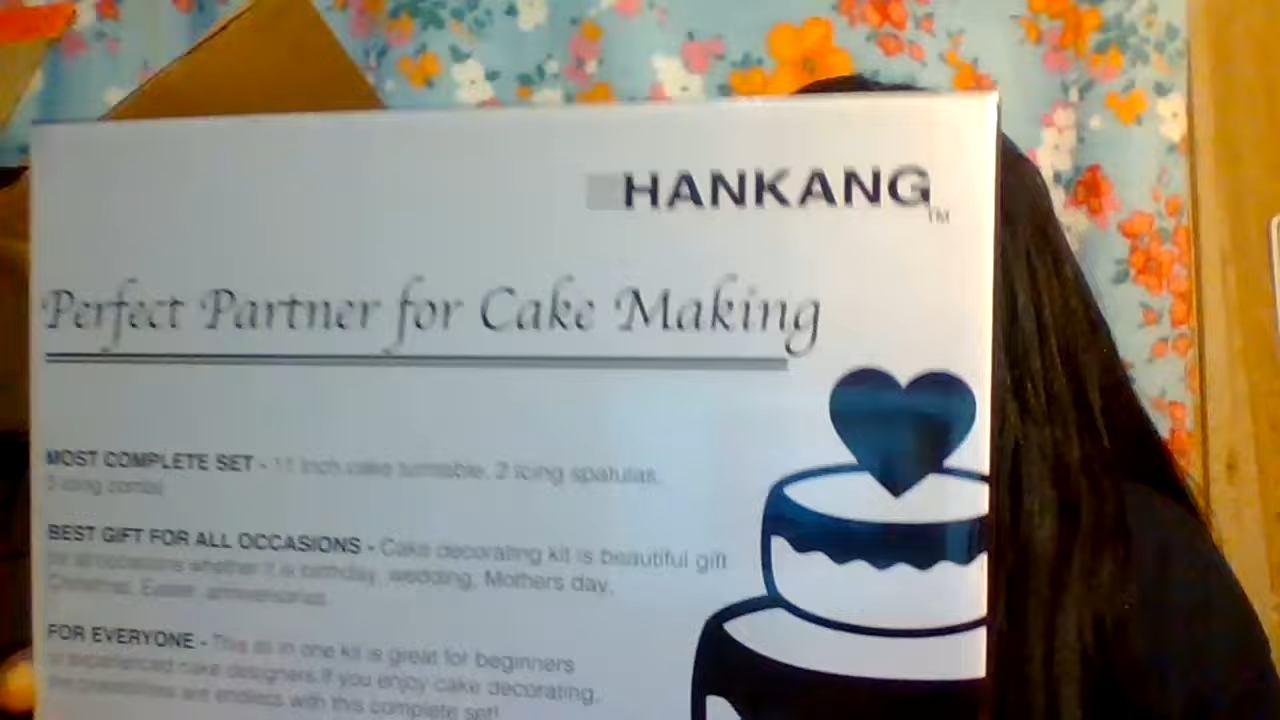 HANKANG
TM
Perfect Partner for Cake Making
MOST COMPLETE SET - 11 inch cake turntable, 2 icing spatulas,
3 icing comb
BEST GIFT FOR ALL OCCASIONS - Cake decorating kit is beautiful gift
for all occasions whether it is birthday, wedding, Mothers day,
Christmas, Easter, anniversaries
FOR EVERYONE - This all in one kit is great for beginners
or experienced cake designers if you enjoy cake decorating,
the possibilities are endless with this complete set!